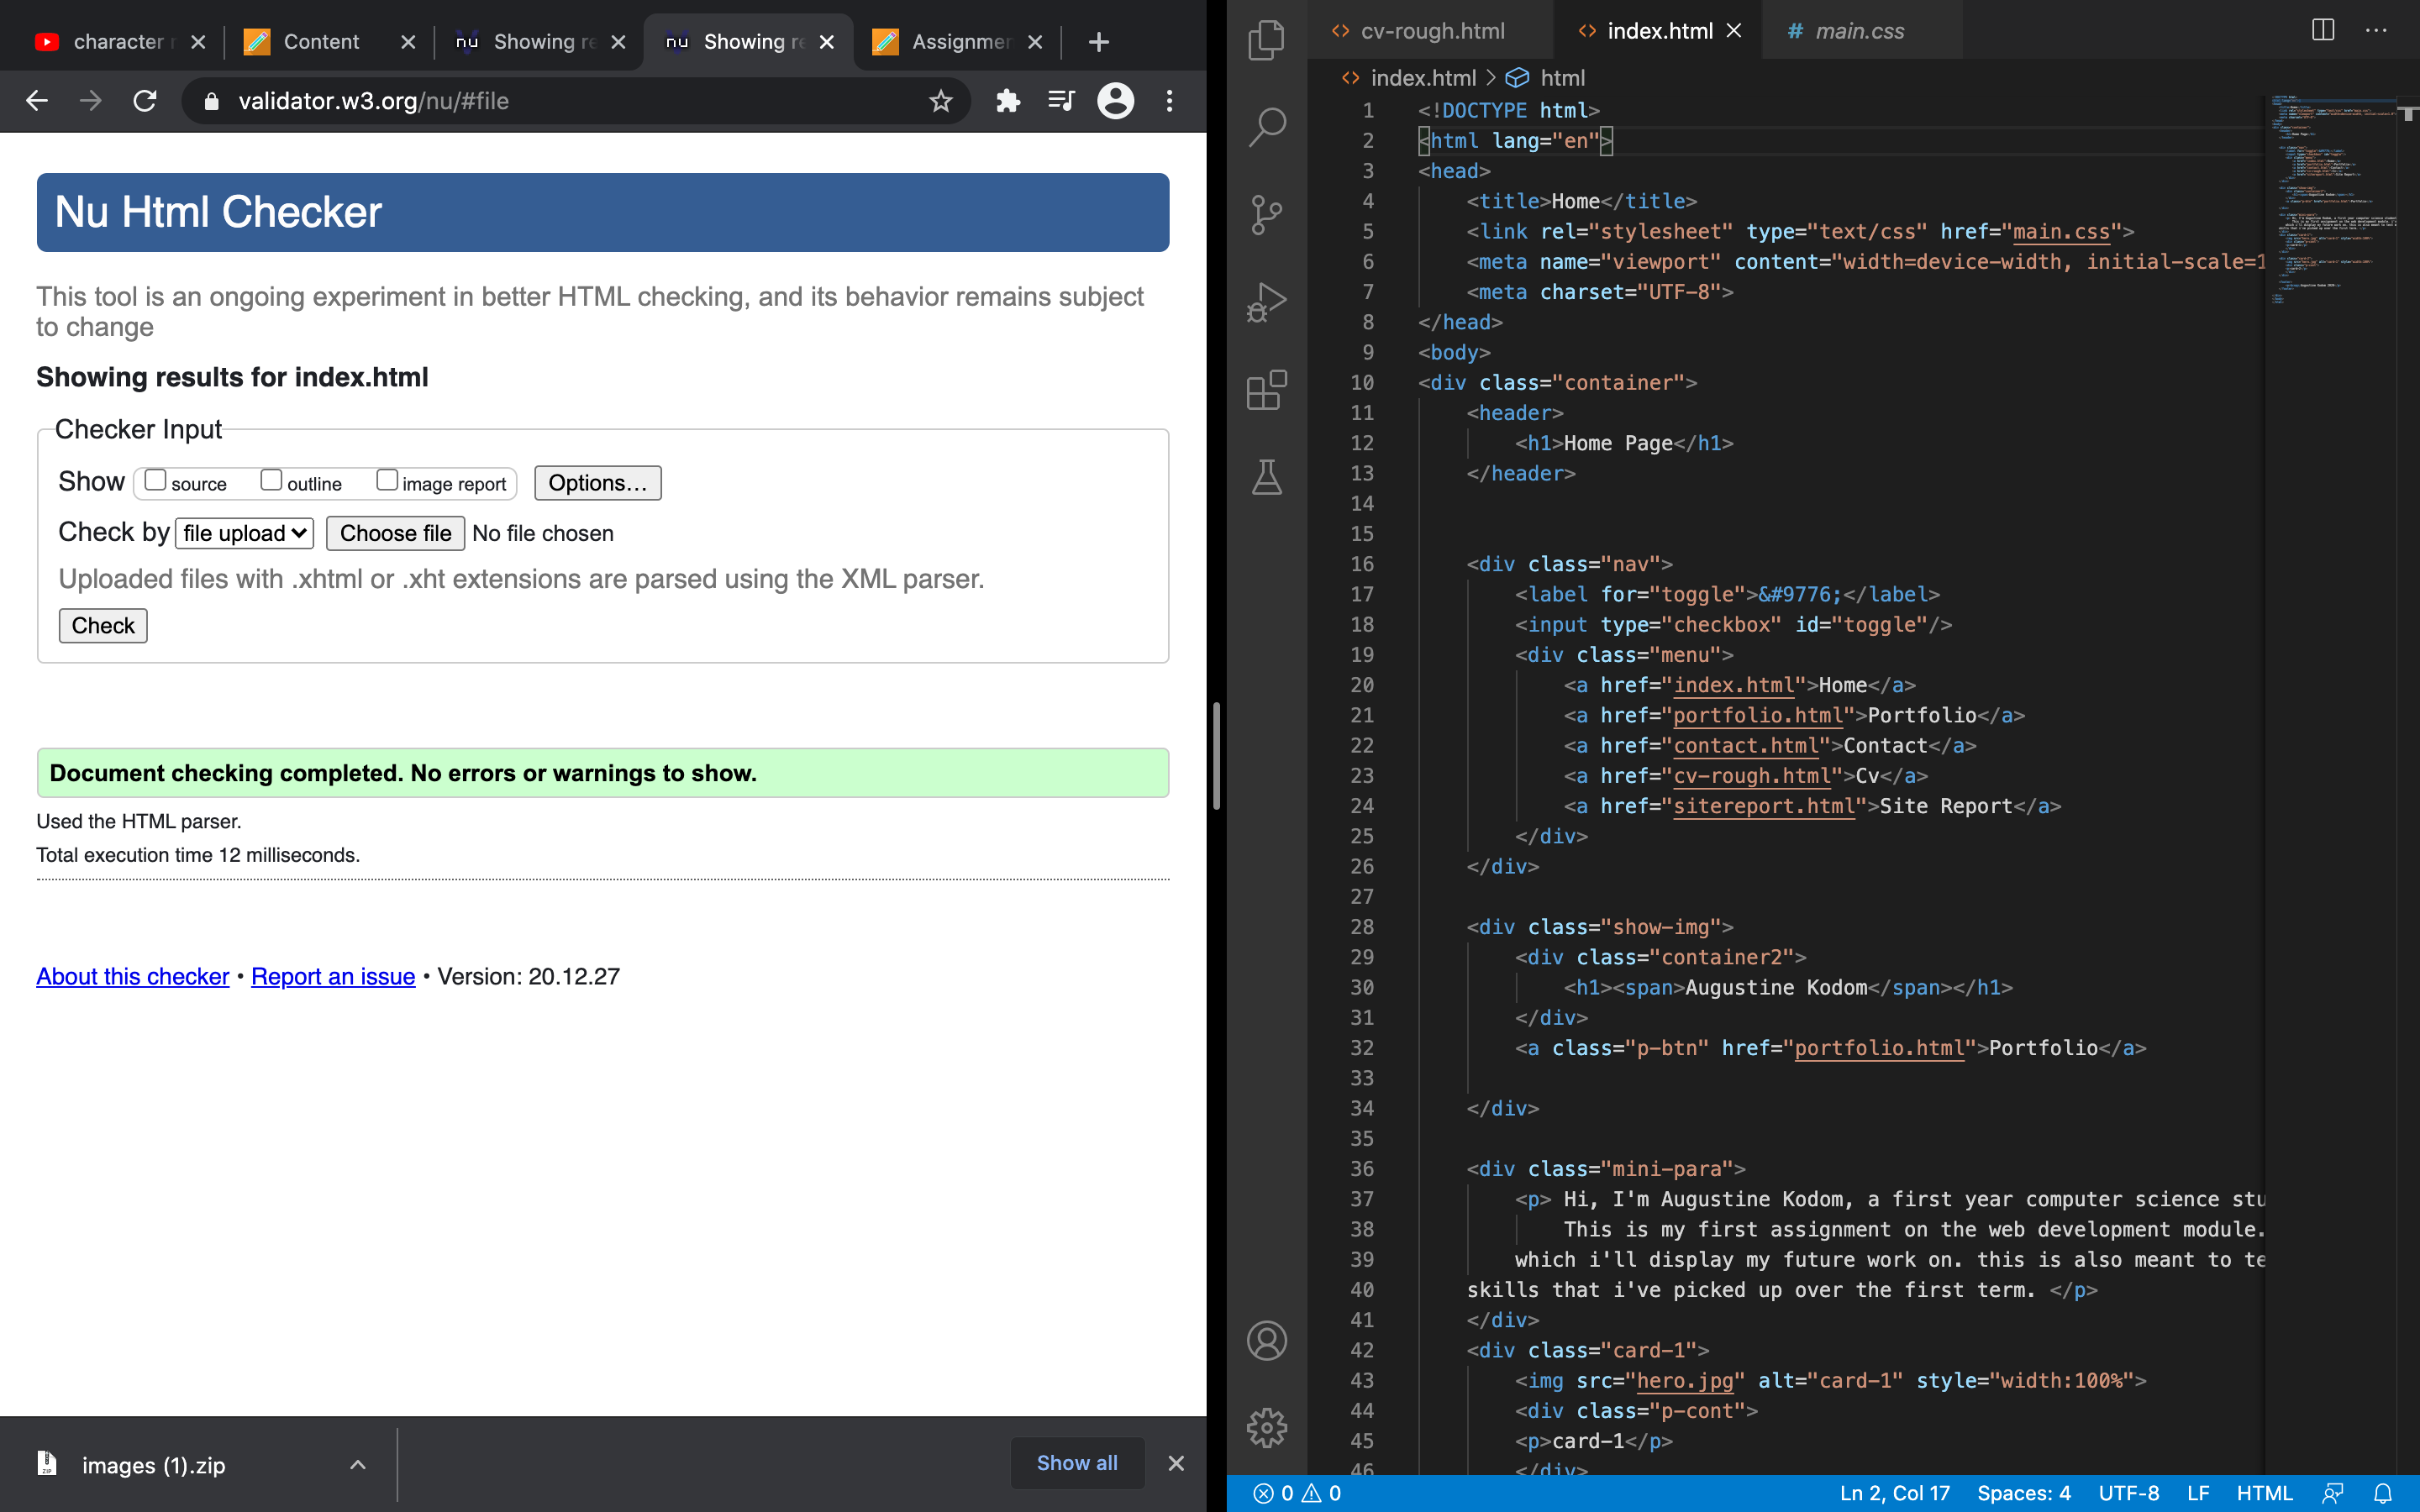 character
Content
nu Showing re
nu Showing re
Assignmen
validator.w3.org/nu/#file
Nu Html Checker
This tool is an ongoing experiment in better HTML checking, and its behavior remains subject
to change
Showing results for index.html
Checker Input
Show source outline image report Options...
Check by file upload Choose file No file chosen
Uploaded files with .xhtml or .xht extensions are parsed using the XML parser.
Check
Document checking completed. No errors or warnings to show.
Used the HTML parser.
Total execution time 12 milliseconds.
About this checker • Report an issue • Version: 20.12.27
images (1).zip
Show all
cv-rough.html
index.html
# main.css
index.html > html
1 <!DOCTYPE html>
2 <html lang="en">
3 <head>
4 <title>Home</title>
5 <link rel="stylesheet" type="text/css" href="main.css">
6 <meta name="viewport" content="width=device-width, initial-scale=1
7 <meta charset="UTF-8">
8 </head>
9 <body>
10 <div class="container">
11 <header>
12 <h1>Home Page</h1>
13 </header>
14
15
16 <div class="nav">
17 <label for="toggle">&#9776;</label>
18 <input type="checkbox" id="toggle"/>
19 <div class="menu">
20 <a href="index.html">Home</a>
21 <a href="portfolio.html">Portfolio</a>
22 <a href="contact.html">Contact</a>
23 <a href="cv-rough.html">Cv</a>
24 <a href="sitereport.html">Site Report</a>
25 </div>
26 </div>
27
28 <div class="show-img">
29 <div class="container2">
30 <h1><span>Augustine Kodom</span></h1>
31 </div>
32 <a class="p-btn" href="portfolio.html">Portfolio</a>
33
34 </div>
35
36 <div class="mini-para">
37 <p> Hi, I'm Augustine Kodom, a first year computer science stu
38 This is my first assignment on the web development module.
39 which i'll display my future work on. this is also meant to te
40 skills that i've picked up over the first term. </p>
41 </div>
42 <div class="card-1">
43 <img src="hero.jpg" alt="card-1" style="width:100%">
44 <div class="p-cont">
45 <p>card-1</p>
46 </div>
0 0
Ln 2, Col 17 Spaces: 4 UTF-8 LF HTML